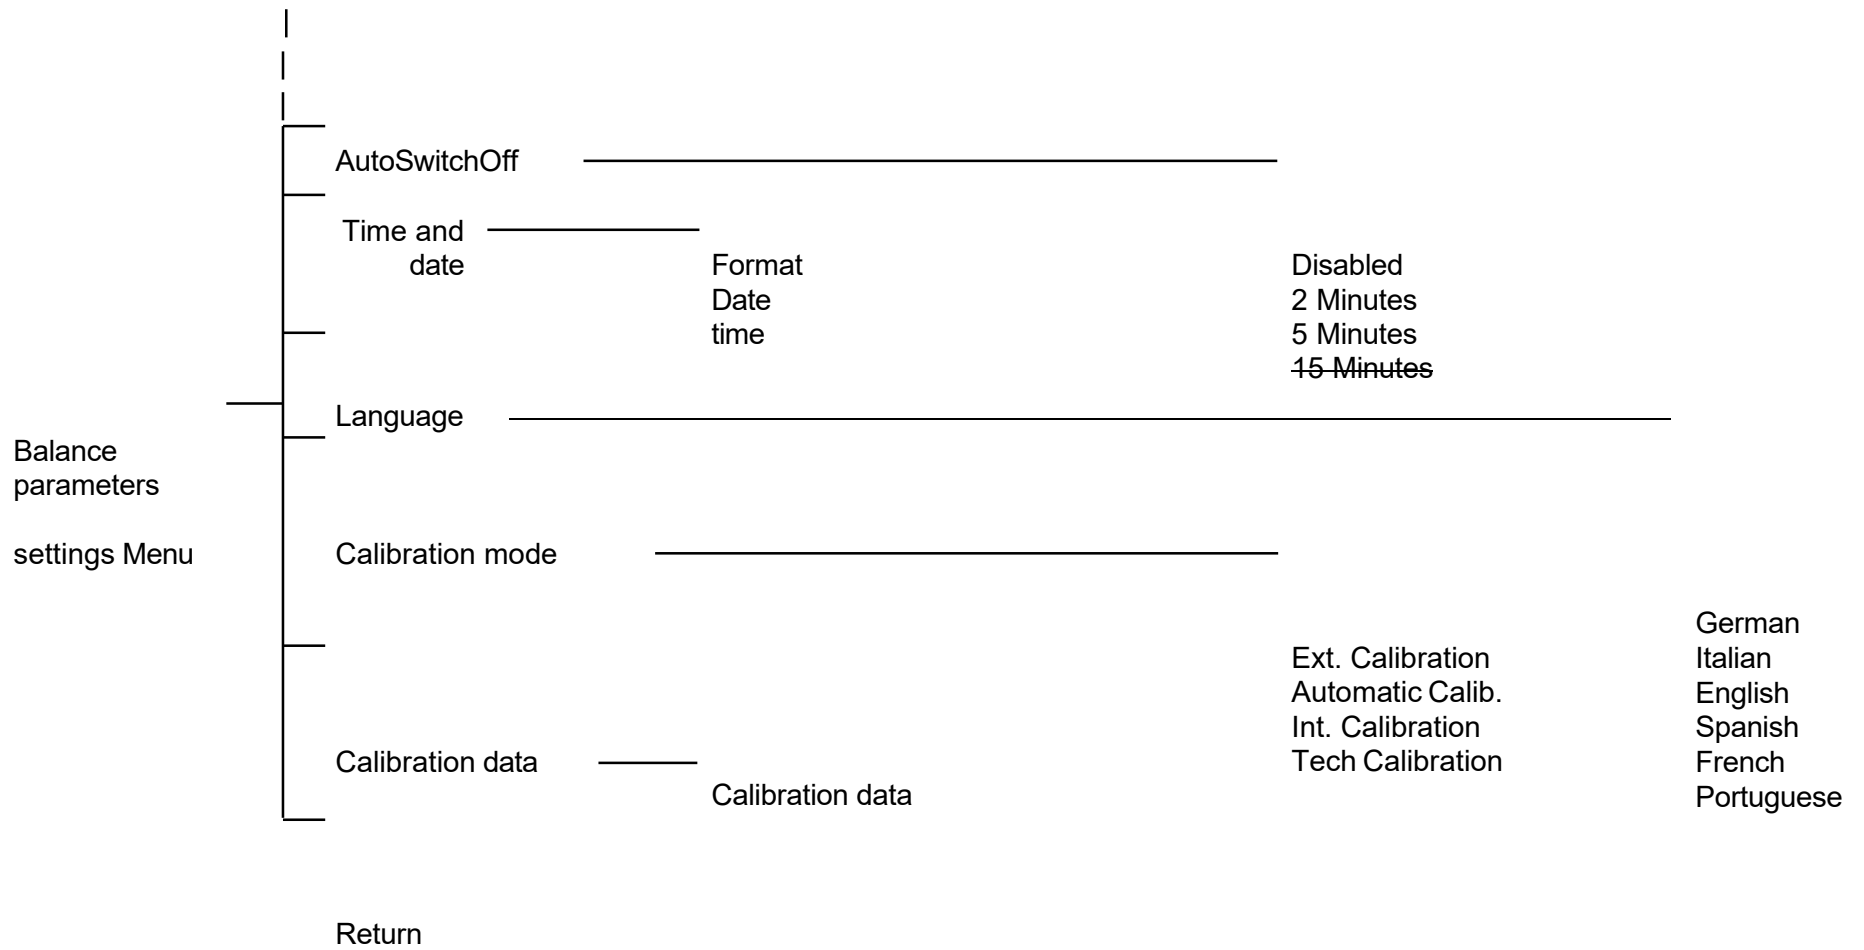 AutoSwitchOff
Time and
date
Format
Date
time
Disabled
2 Minutes
5 Minutes
15 Minutes
Language
Balance
parameters
settings Menu
Calibration mode
German
Italian
English
Spanish
French
Portuguese
Ext. Calibration
Automatic Calib.
Int. Calibration
Tech Calibration
Calibration data
Calibration data
Return